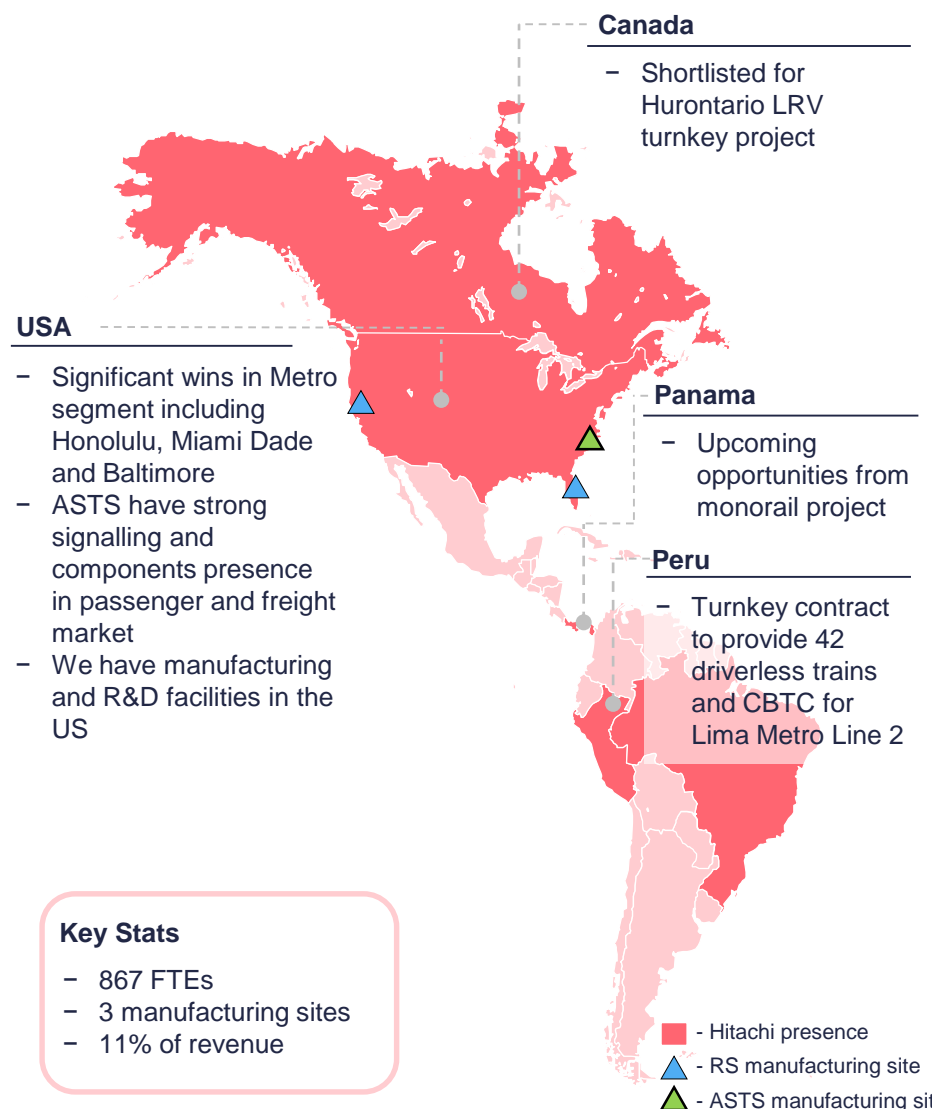 Canada
− Shortlisted for
Hurontario LRV
turnkey project
USA
− Significant wins in Metro
segment including
Honolulu, Miami Dade
and Baltimore
− ASTS have strong
signalling and
components presence
in passenger and freight
market
− We have manufacturing
and R&D facilities in the
US
Panama
− Upcoming
opportunities from
monorail project
Peru
− Turnkey contract
to provide 42
driverless trains
and CBTC for
Lima Metro Line 2
Key Stats
− 867 FTEs
− 3 manufacturing sites
− 11% of revenue
- Hitachi presence
- RS manufacturing site
- ASTS manufacturing sit